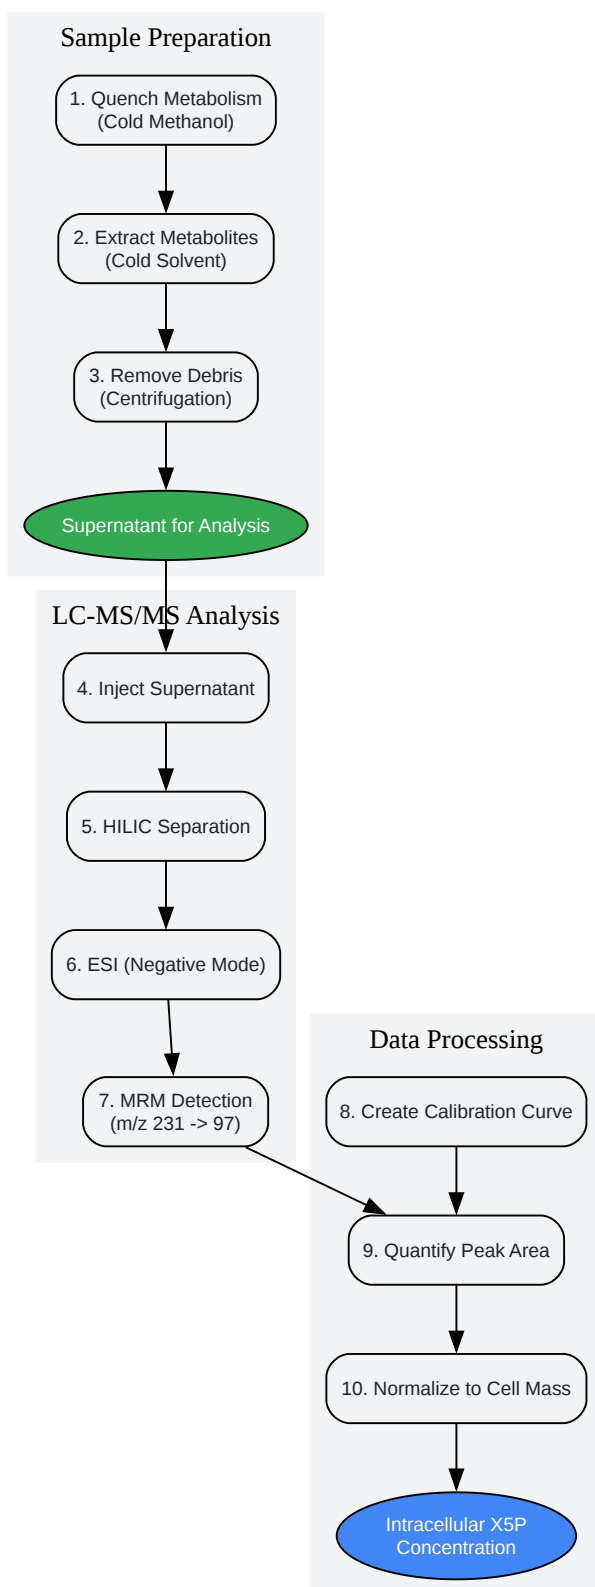 Sample Preparation
1. Quench Metabolism
(Cold Methanol)
2. Extract Metabolites
(Cold Solvent)
3. Remove Debris
(Centrifugation)
Supernatant for Analysis
LC-MS/MS Analysis
4. Inject Supernatant
5. HILIC Separation
6. ESI (Negative Mode)
7. MRM Detection
(m/z 231 -> 97)
Data Processing
8. Create Calibration Curve
9. Quantify Peak Area
10. Normalize to Cell Mass
Intracellular X5P
Concentration